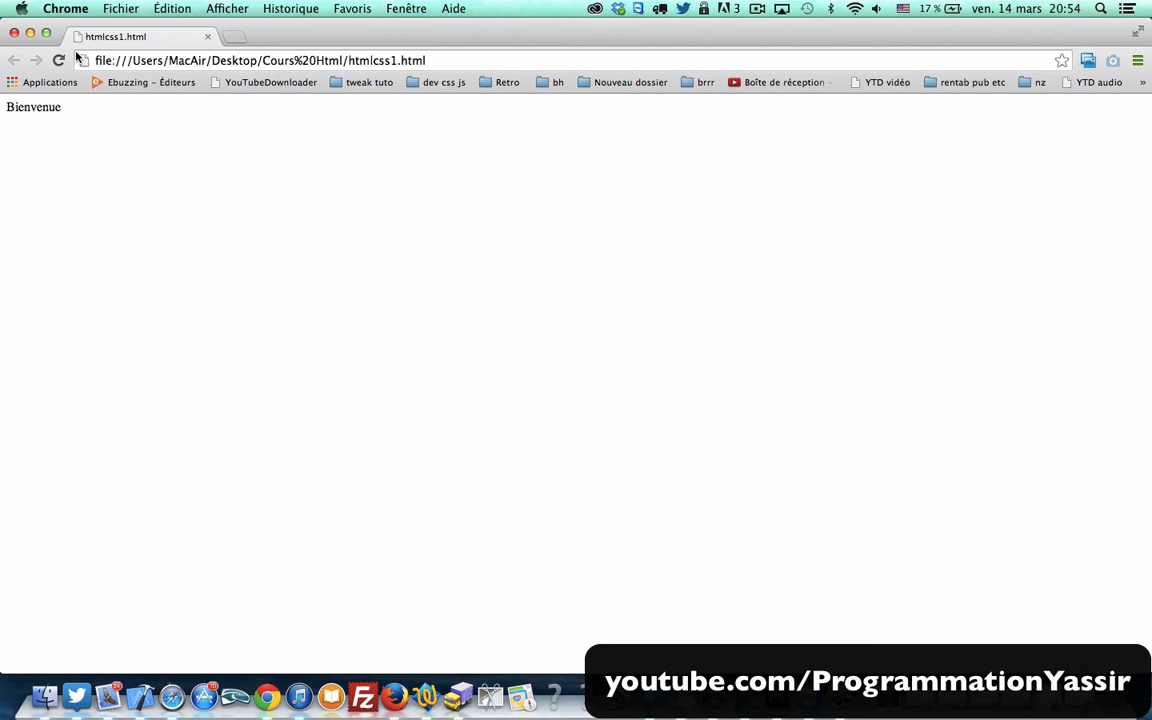 Chrome Fichier Édition Afficher Historique Favoris Fenêtre Aide 3 17 % ven. 14 mars 20:54
htmlcss1.html
file:///Users/MacAir/Desktop/Cours%20Html/htmlcss1.html
Applications Ebuzzing - Éditeurs YouTubeDownloader tweak tuto dev css js Retro bh Nouveau dossier brrr Boîte de réception - YTD vidéo rentab pub etc nz YTD audio »
Bienvenue
youtube.com/ProgrammationYassir